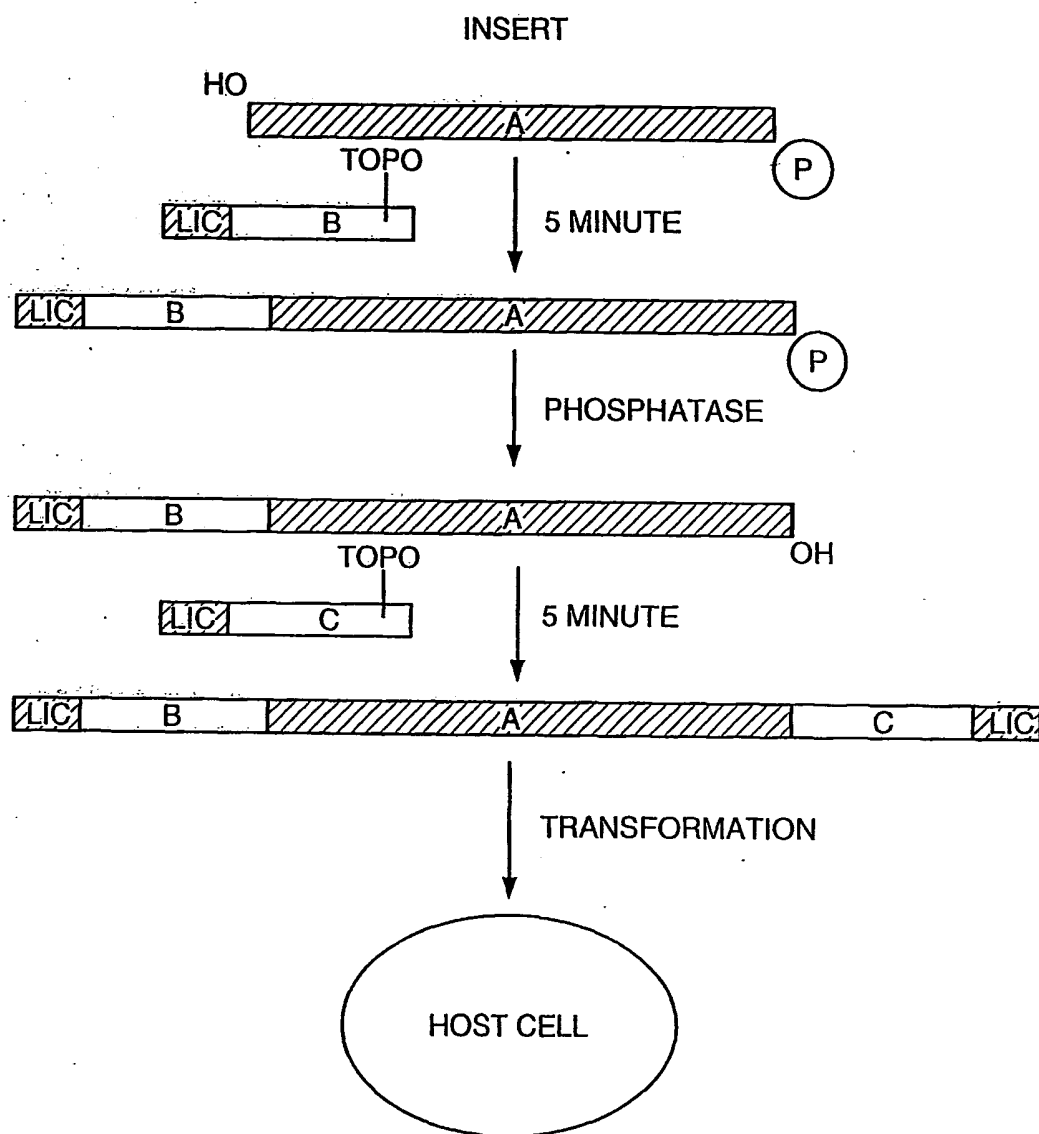 INSERT
HO
A
P
TOPO
LIC B
5 MINUTE
LIC B A
P
PHOSPHATASE
LIC B A
OH
TOPO
LIC C
5 MINUTE
LIC B A C LIC
TRANSFORMATION
HOST CELL